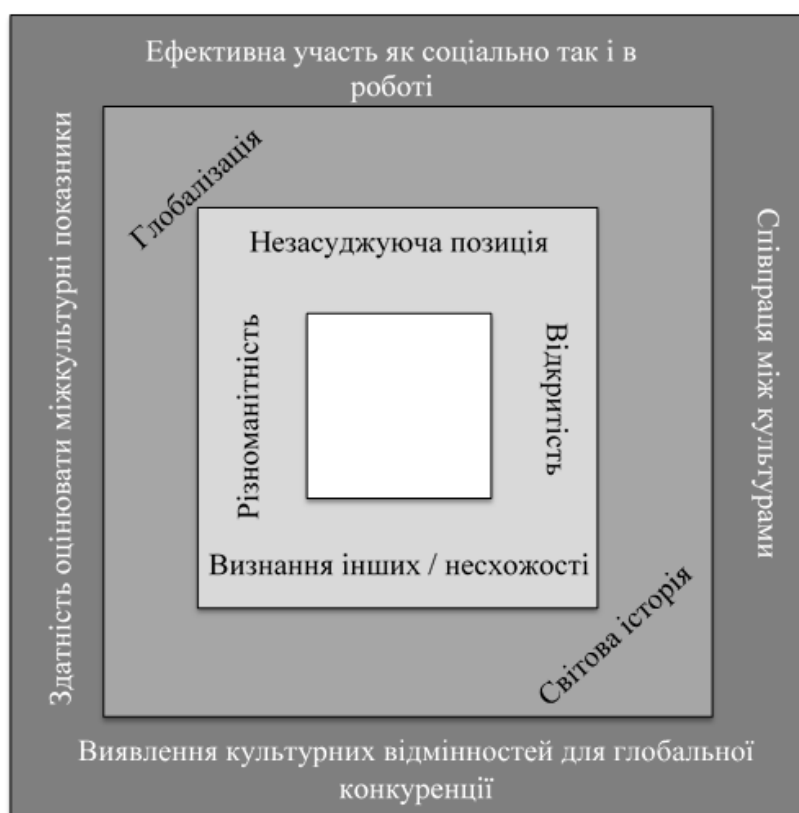 Ефективна участь як соціально так і в
роботі
Глобалізація
Незасуджуюча позиція
Здатність оцінювати міжкультурні показники
Різноманітність
Відкритість
Співпраця між культурами
Визнання інших / несхожості
Світова історія
Виявлення культурних відмінностей для глобальної
конкуренції